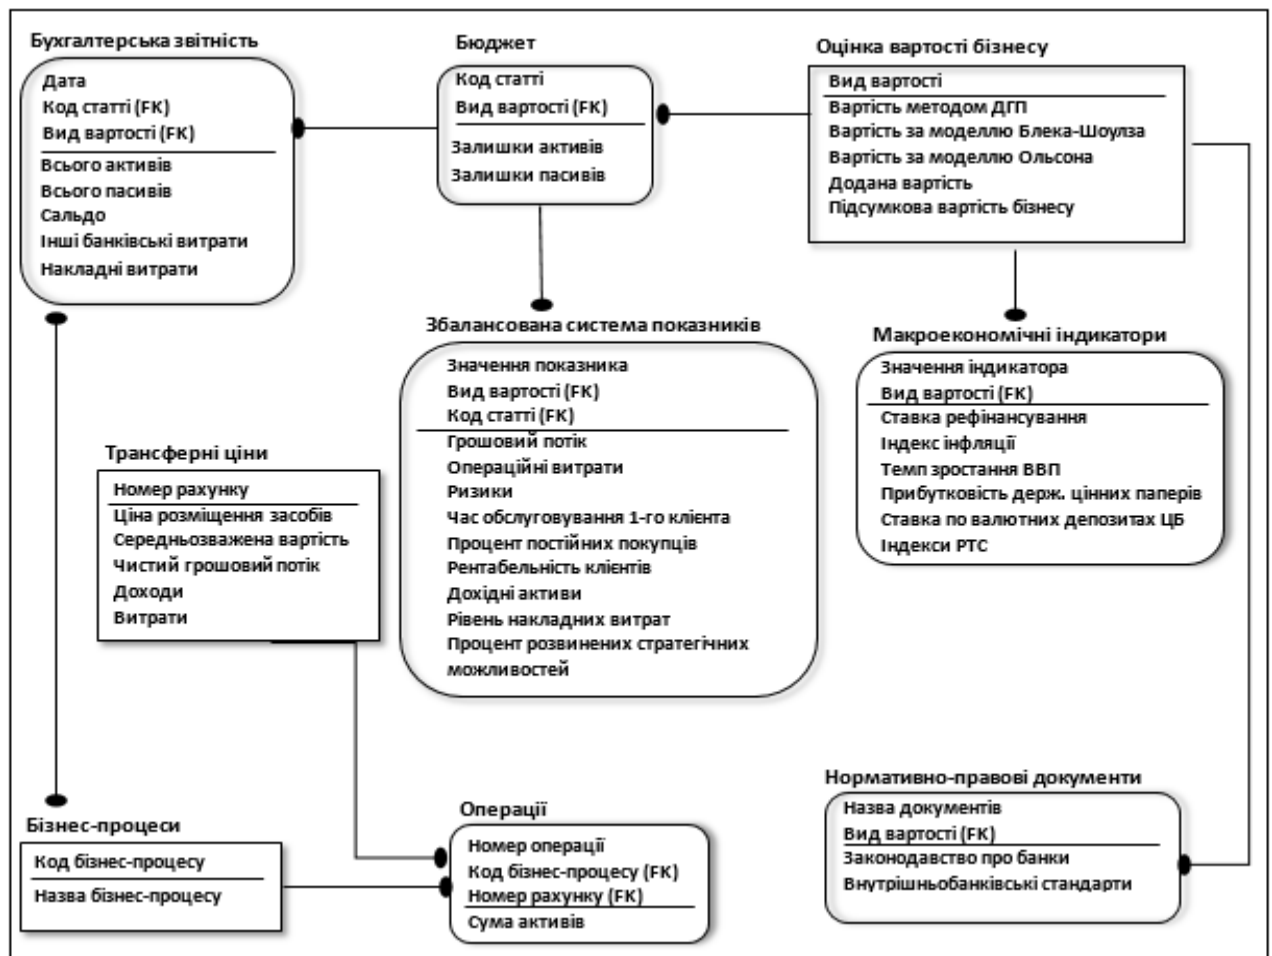 Бухгалтерська звітність
Дата
Код статті (FK)
Вид вартості (FK)
Всього активів
Всього пасивів
Сальдо
Інші банківські витрати
Накладні витрати
Бюджет
Код статті
Вид вартості (FK)
Залишки активів
Залишки пасивів
Оцінка вартості бізнесу
Вид вартості
Вартість методом ДГП
Вартість за моделлю Блека-Шоулза
Вартість за моделлю Ольсона
Додана вартість
Підсумкова вартість бізнесу
Збалансована система показників
Значення показника
Вид вартості (FK)
Код статті (FK)
Грошовий потік
Операційні витрати
Ризики
Час обслуговування 1-го клієнта
Процент постійних покупців
Рентабельність клієнтів
Дохідні активи
Рівень накладних витрат
Процент розвинених стратегічних
можливостей
Макроекономічні індикатори
Значення індикатора
Вид вартості (FK)
Ставка рефінансування
Індекс інфляції
Темп зростання ВВП
Прибутковість держ. цінних паперів
Ставка по валютних депозитах ЦБ
Індекси РТС
Трансферні ціни
Номер рахунку
Ціна розміщення засобів
Середньозважена вартість
Чистий грошовий потік
Доходи
Витрати
Бізнес-процеси
Код бізнес-процесу
Назва бізнес-процесу
Операції
Номер операції
Код бізнес-процесу (FK)
Номер рахунку (FK)
Сума активів
Нормативно-правові документи
Назва документів
Вид вартості (FK)
Законодавство про банки
Внутрішньобанківські стандарти